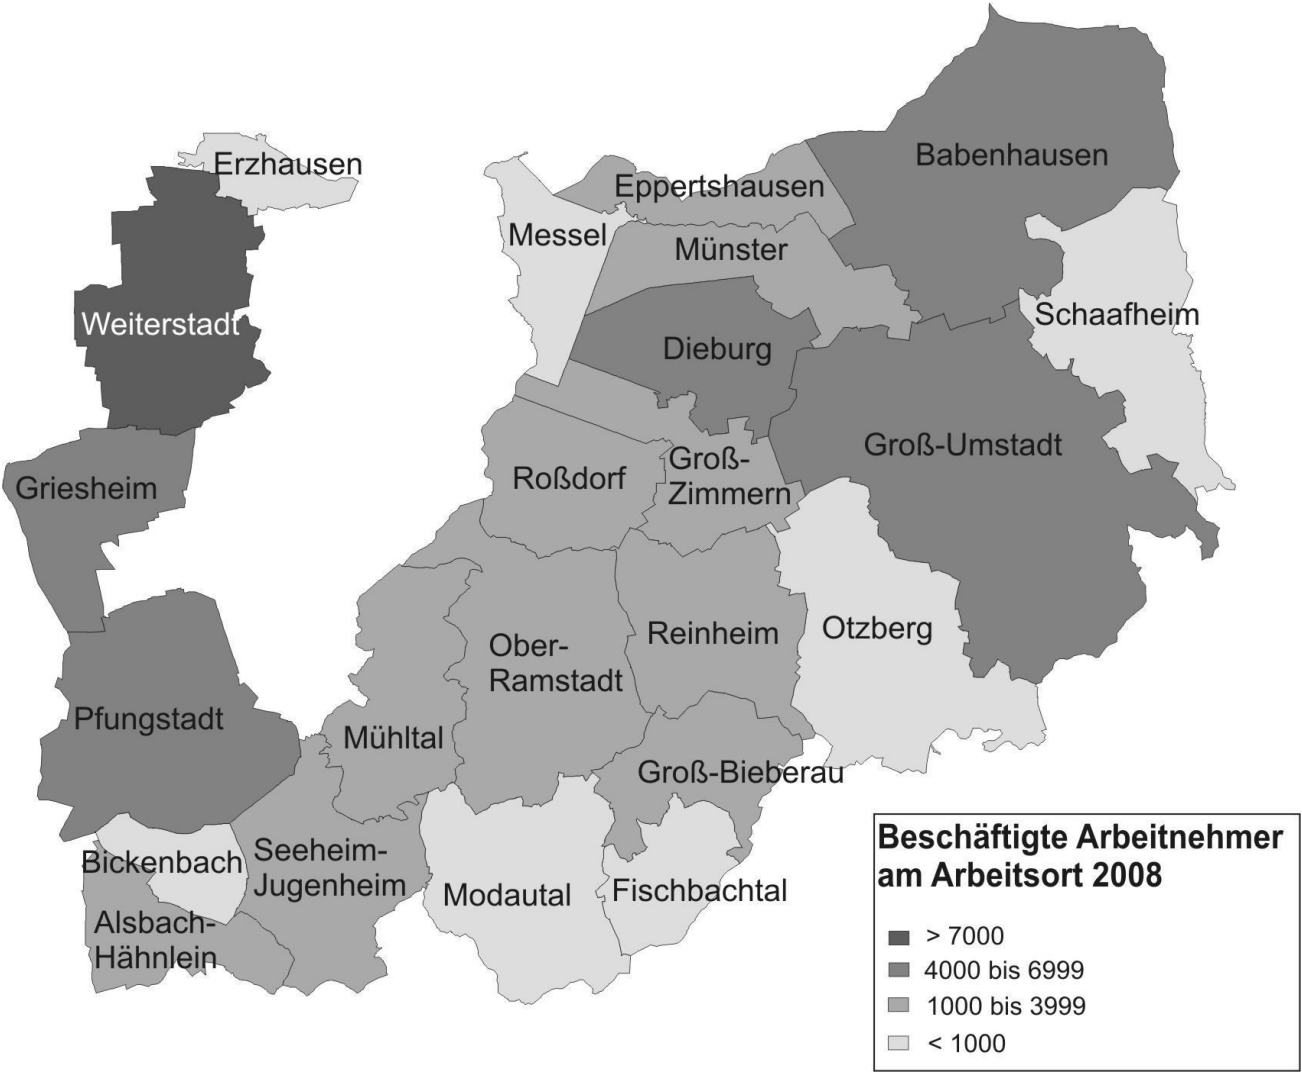 Erzhausen
Babenhausen
Eppertshausen
Messel
Münster
Weiterstadt
Schaafheim
Dieburg
Groß-Umstadt
Griesheim
Roßdorf
Groß-
Zimmern
Otzberg
Reinheim
Ober-
Ramstadt
Pfungstadt
Mühltal
Groß-Bieberau
Bickenbach
Seeheim-
Jugenheim
Modautal
Fischbachtal
Alsbach-
Hähnlein
Beschäftigte Arbeitnehmer
am Arbeitsort 2008
> 7000
4000 bis 6999
1000 bis 3999
< 1000